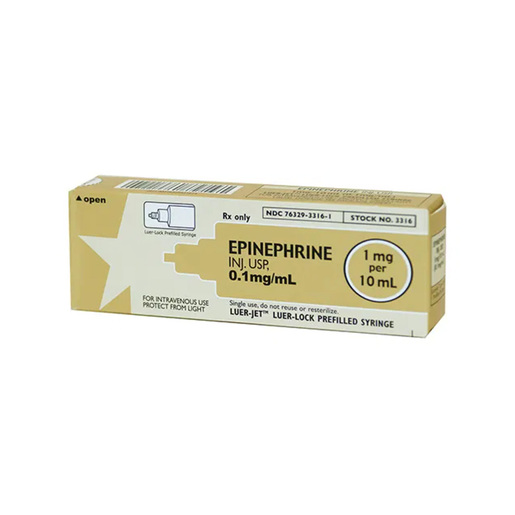 ▲ open
Luer-Lock Prefilled Syringe
Rx only
NDC 76329-3316-1
STOCK NO. 3316
EPINEPHRINE
INJ. USP,
0.1mg/mL
1 mg
per
10 mL
FOR INTRAVENOUS USE
PROTECT FROM LIGHT
Single use, do not reuse or resterilize.
LUER-JET™ LUER-LOCK PREFILLED SYRINGE